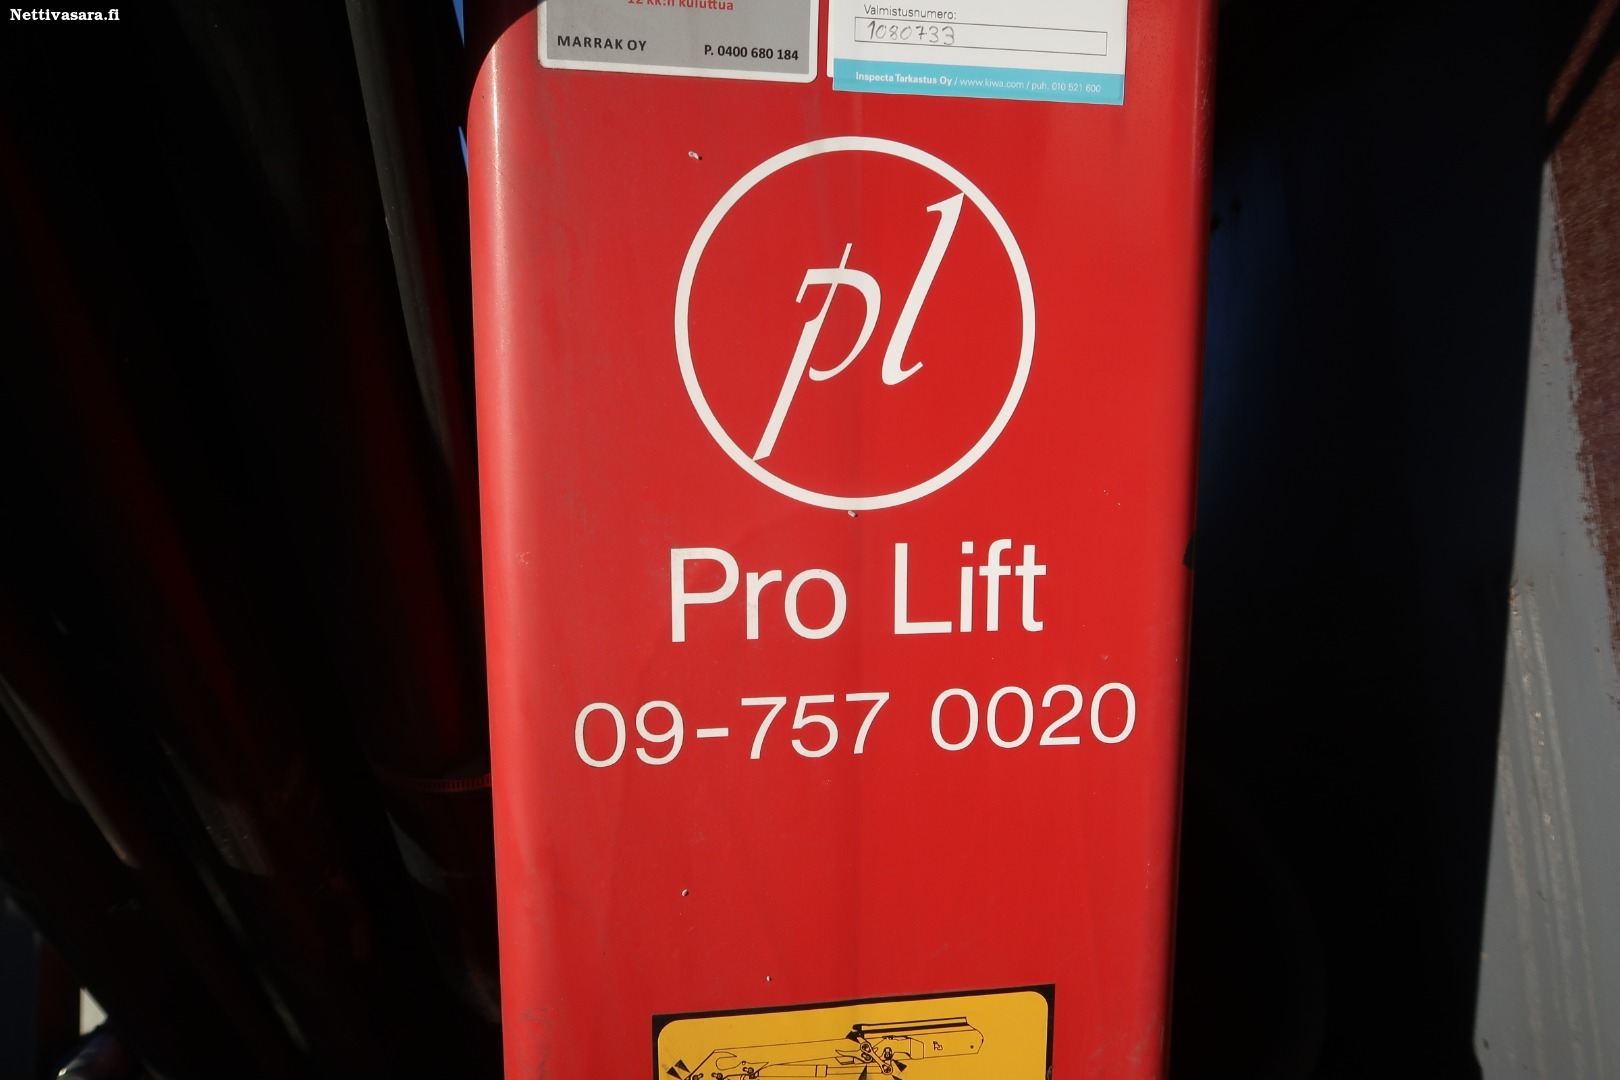 Nettivasara.fi
12 kk:n kuluttua
MARRAK OY P. 0400 680 184
Valmistusnumero:
1080733
Inspecta Tarkastus Oy / www.kiwa.com / puh. 010 521 600
pl
Pro Lift
09-757 0020